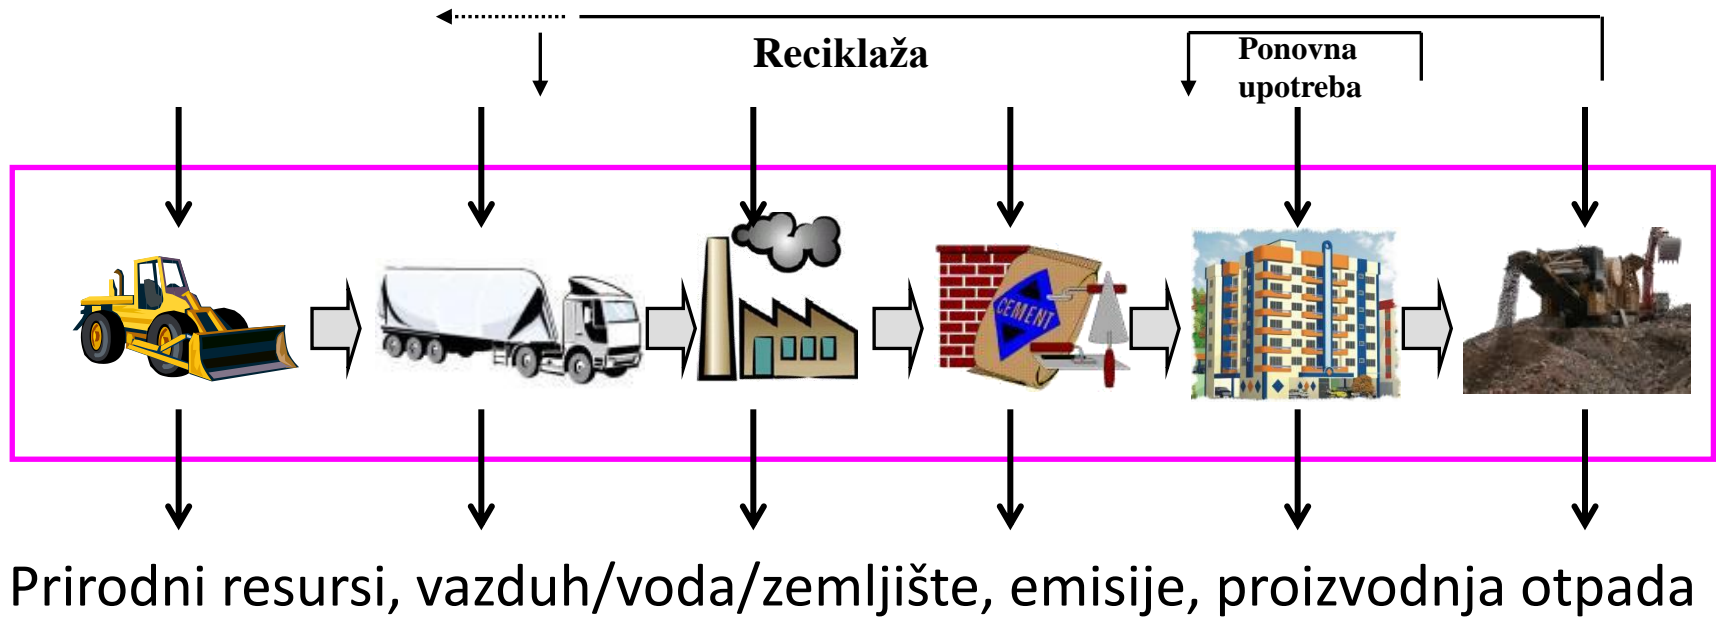 Reciklaža
Ponovna
upotreba
CEMENT
Prirodni resursi, vazduh/voda/zemljište, emisije, proizvodnja otpada